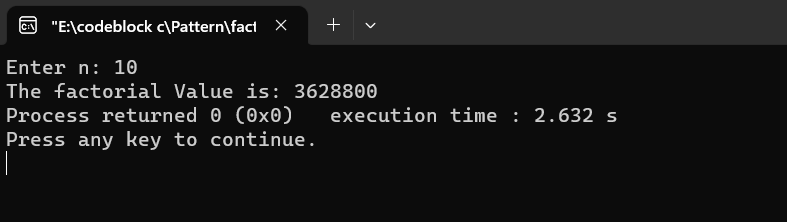 "E:\codeblock c\Pattern\fact
Enter n: 10
The factorial Value is: 3628800
Process returned 0 (0x0)   execution time : 2.632 s
Press any key to continue.